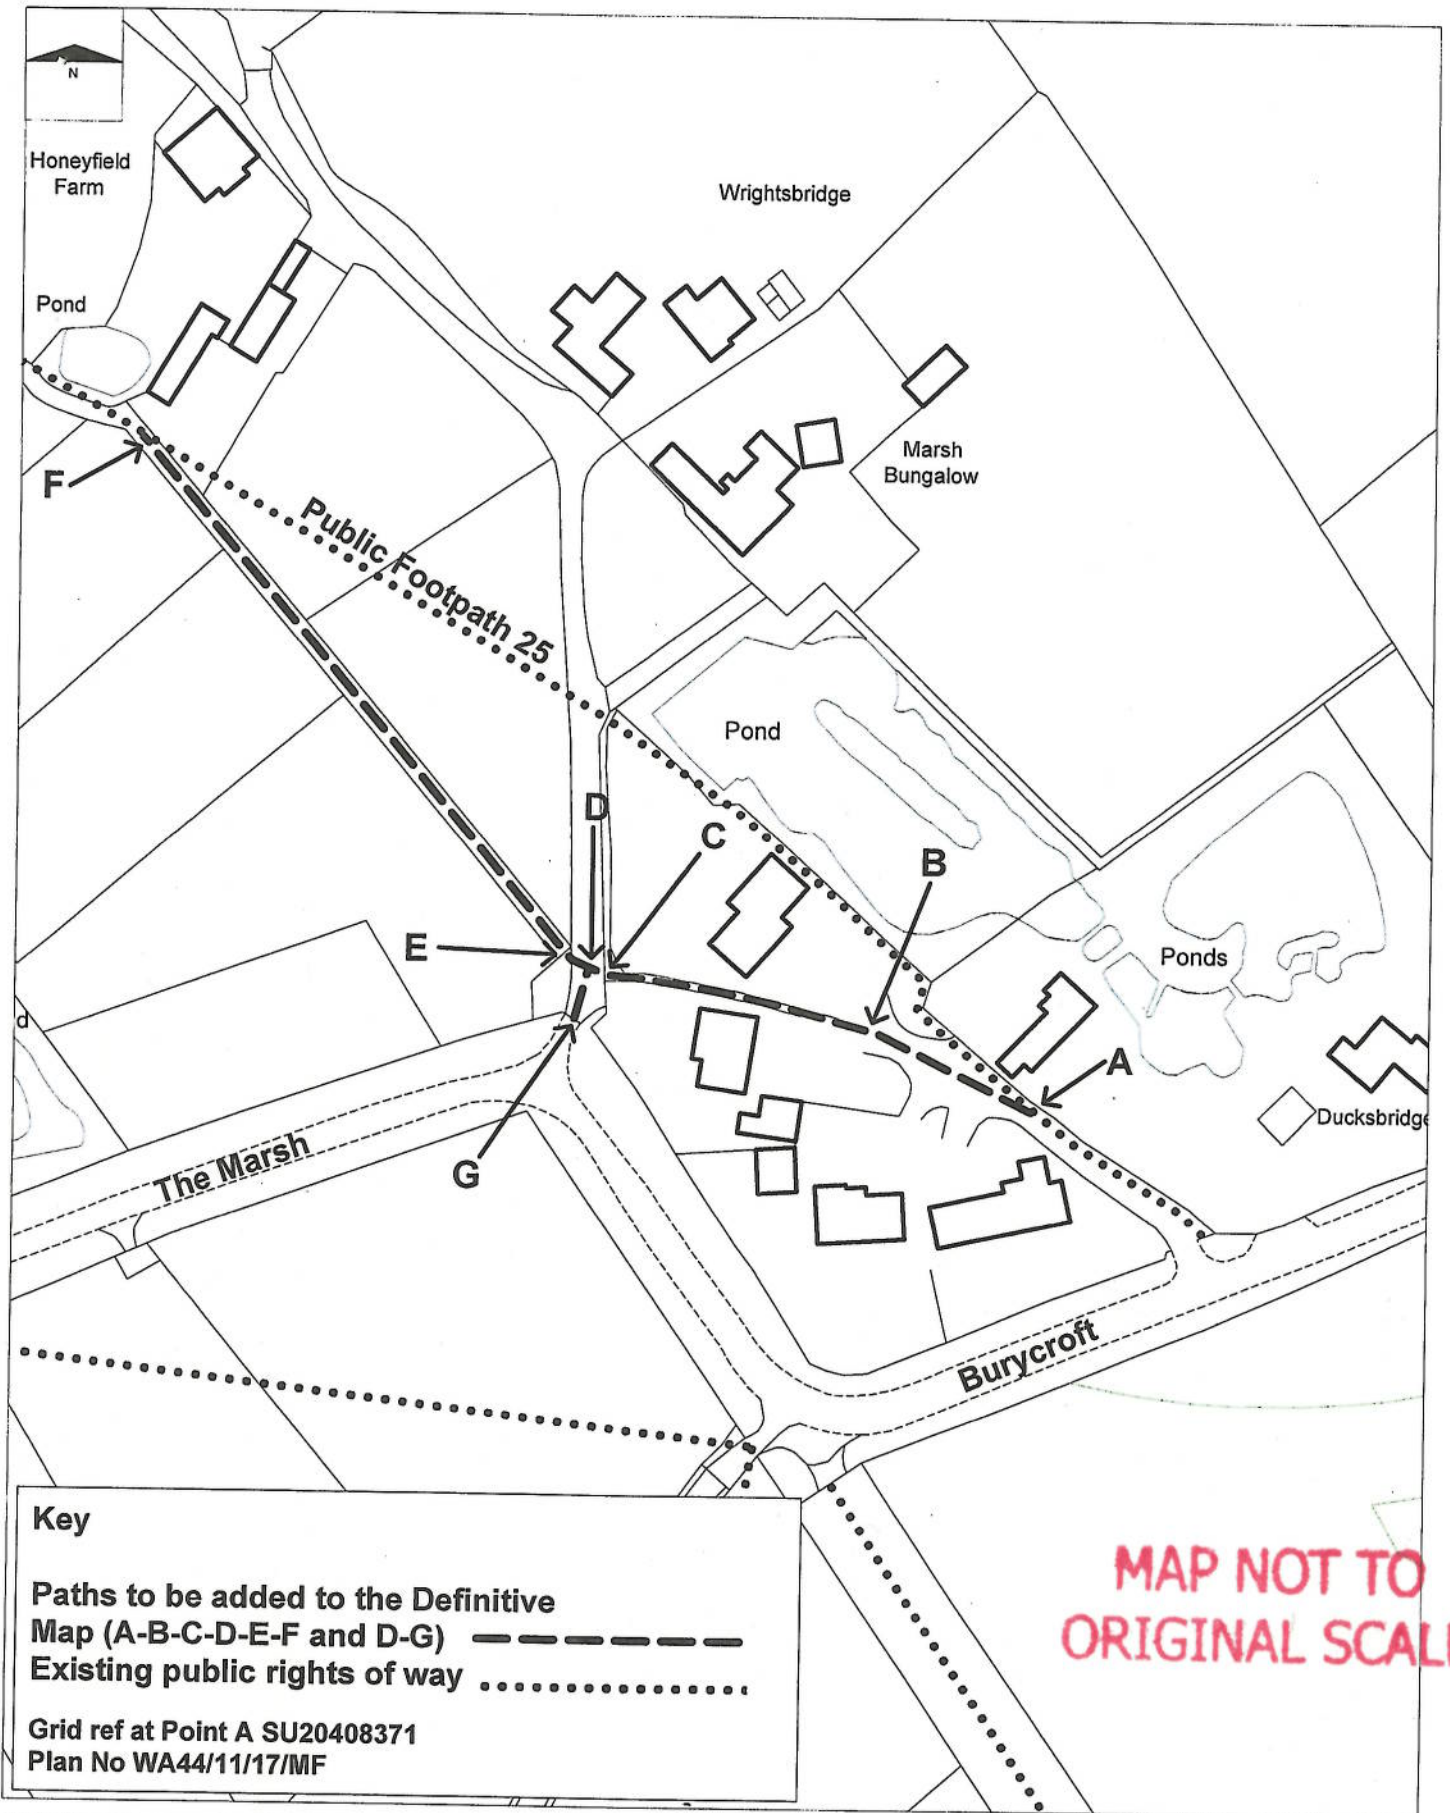 N
Honeyfield
Farm
Wrightsbridge
Pond
Marsh
Bungalow
F
Public Footpath 25
Pond
D
C
B
E
Ponds
d
A
Ducksbridge
The Marsh
G
Burycroft
Key
Paths to be added to the Definitive
Map (A-B-C-D-E-F and D-G)
Existing public rights of way
Grid ref at Point A SU20408371
Plan No WA44/11/17/MF
MAP NOT TO
ORIGINAL SCALE